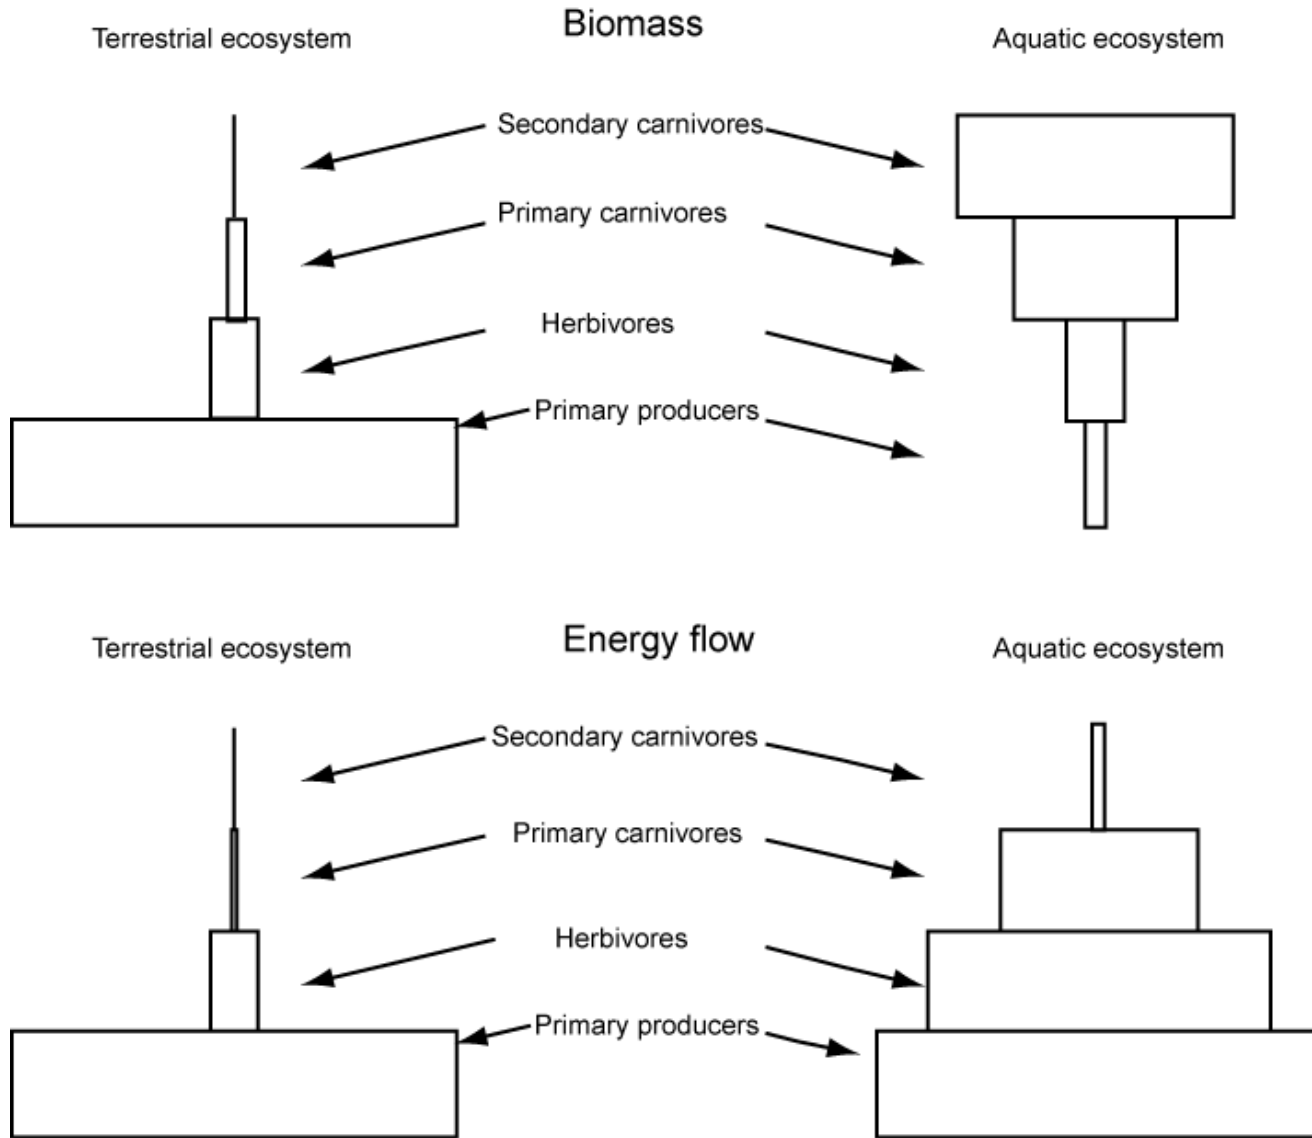 Biomass
Terrestrial ecosystem
Aquatic ecosystem
Secondary carnivores
Primary carnivores
Herbivores
Primary producers
Energy flow
Terrestrial ecosystem
Aquatic ecosystem
Secondary carnivores
Primary carnivores
Herbivores
Primary producers